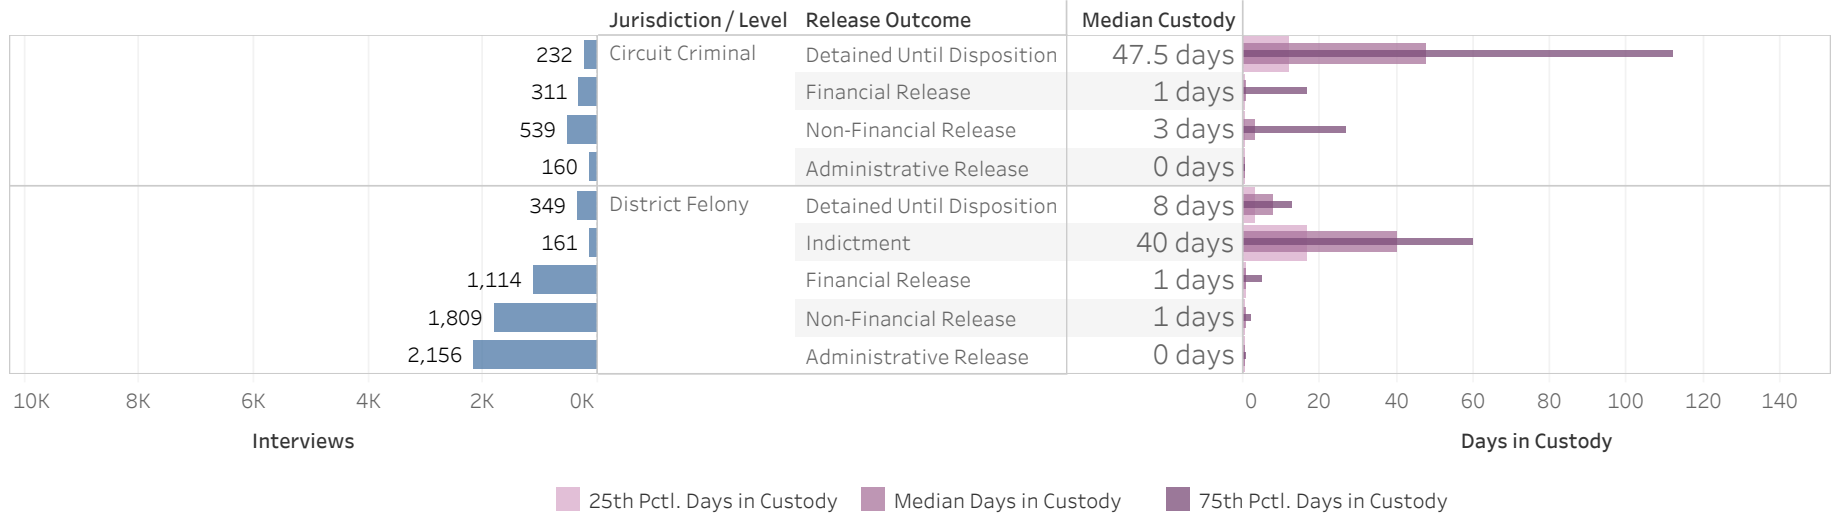 Jurisdiction / Level Release Outcome Median Custody
232 Circuit Criminal Detained Until Disposition 47.5 days
311 Financial Release 1 days
539 Non-Financial Release 3 days
160 Administrative Release 0 days
349 District Felony Detained Until Disposition 8 days
161 Indictment 40 days
1,114 Financial Release 1 days
1,809 Non-Financial Release 1 days
2,156 Administrative Release 0 days
10K 8K 6K 4K 2K 0K 0 20 40 60 80 100 120 140
Interviews Days in Custody
25th Pctl. Days in Custody Median Days in Custody 75th Pctl. Days in Custody